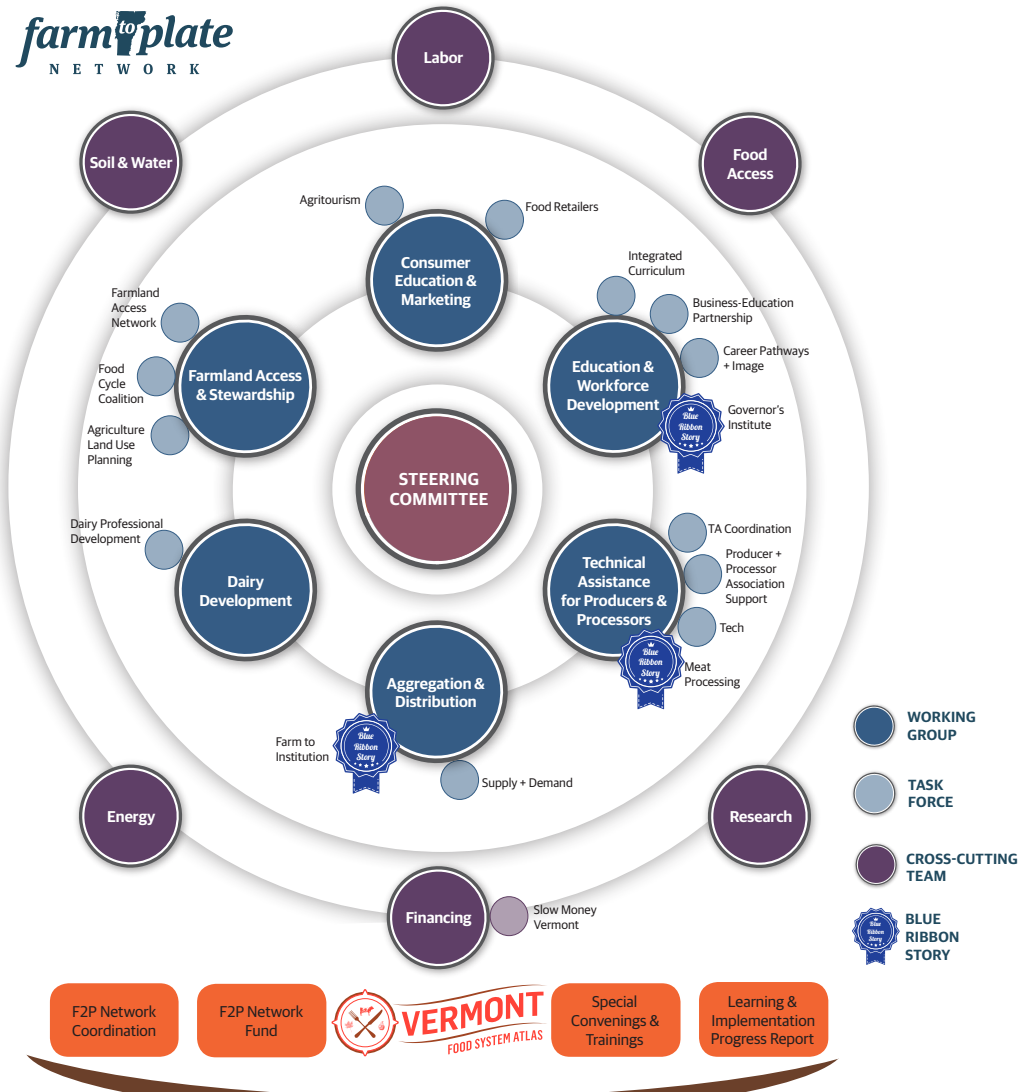 farm to plate
NETWORK
Labor
Soil & Water
Food
Access
Agritourism
Food Retailers
Consumer
Education &
Marketing
Integrated
Curriculum
Business-Education
Partnership
Career Pathways
+ Image
Education &
Workforce
Development
Blue
Ribbon
Story
Governor's
Institute
Farmland
Access
Network
Food
Cycle
Coalition
Agriculture
Land Use
Planning
Farmland Access
& Stewardship
STEERING
COMMITTEE
Dairy Professional
Development
Dairy
Development
TA Coordination
Producer +
Processor
Association
Support
Tech
Technical
Assistance
for Producers &
Processors
Blue
Ribbon
Story
Meat
Processing
Aggregation &
Distribution
Blue
Ribbon
Story
Farm to
Institution
Supply + Demand
Energy
Research
Financing
Slow Money
Vermont
WORKING
GROUP
TASK
FORCE
CROSS-CUTTING
TEAM
Blue
Ribbon
Story
BLUE
RIBBON
STORY
F2P Network
Coordination
F2P Network
Fund
VERMONT
FOOD SYSTEM ATLAS
Special
Convenings &
Trainings
Learning &
Implementation
Progress Report